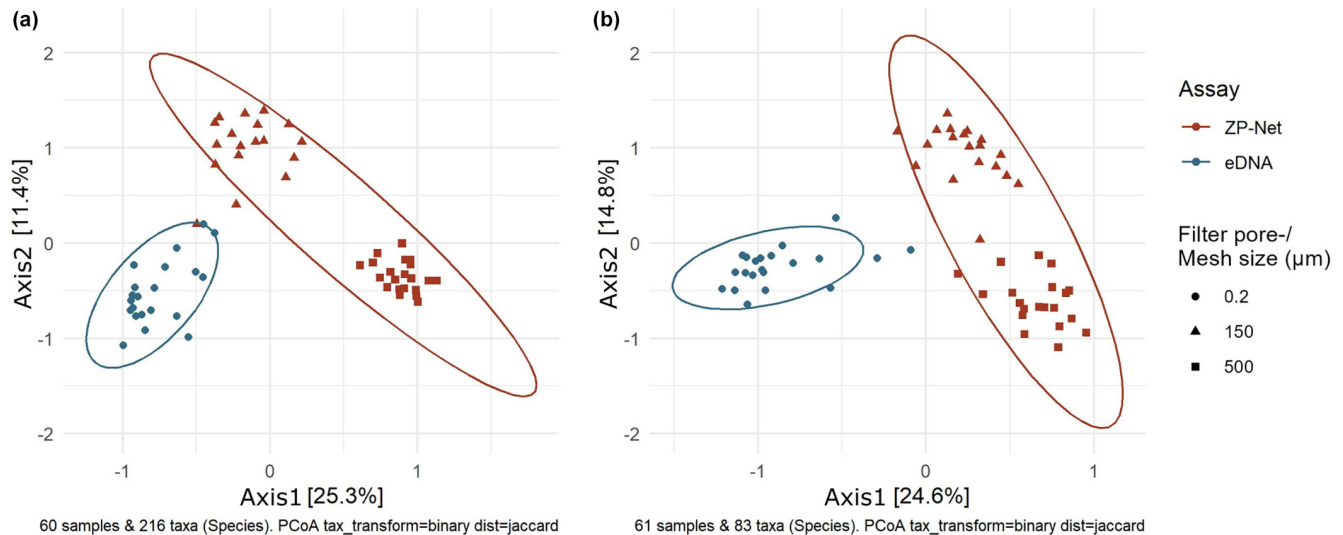 (a)
2
1
0
-1
-2
Axis2 [11.4%]
-1
0
1
Axis1 [25.3%]
60 samples & 216 taxa (Species). PCoA tax_transform=binary dist=jaccard
(b)
2
1
0
-1
-2
Axis2 [14.8%]
-1
0
1
Axis1 [24.6%]
61 samples & 83 taxa (Species). PCoA tax_transform=binary dist=jaccard
Assay
ZP-Net
eDNA
Filter pore-/
Mesh size (µm)
0.2
150
500